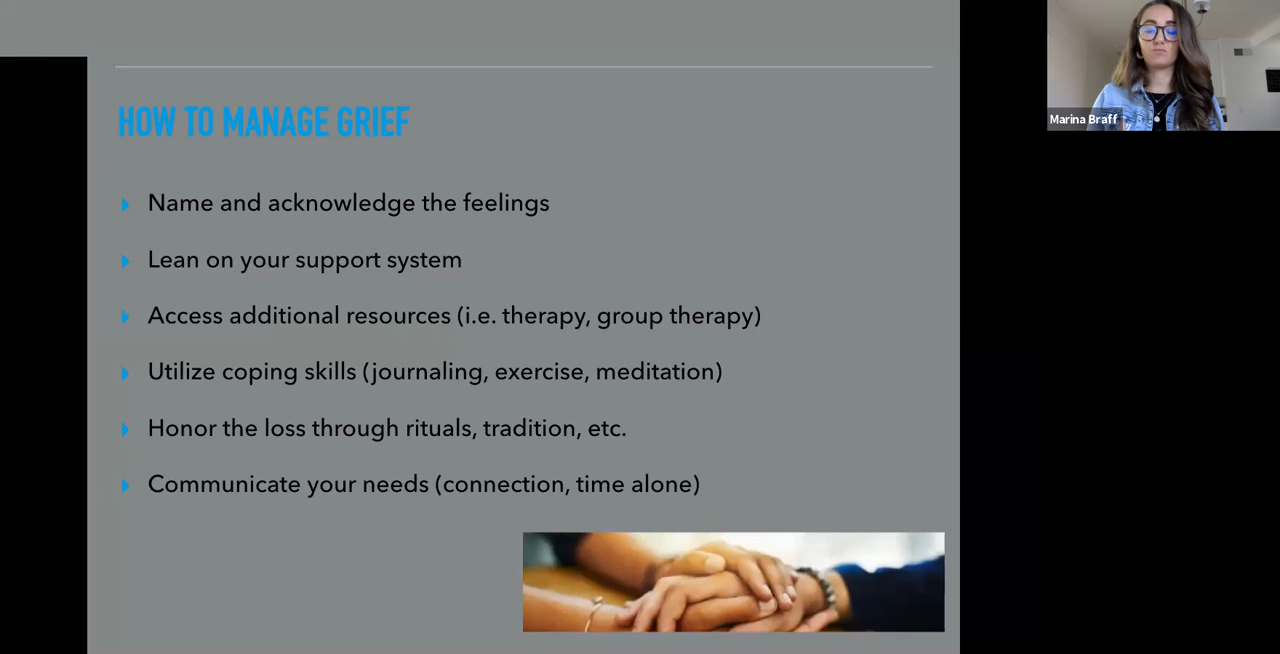 HOW TO MANAGE GRIEF
Name and acknowledge the feelings
Lean on your support system
Access additional resources (i.e. therapy, group therapy)
Utilize coping skills (journaling, exercise, meditation)
Honor the loss through rituals, tradition, etc.
Communicate your needs (connection, time alone)
Marina Braff